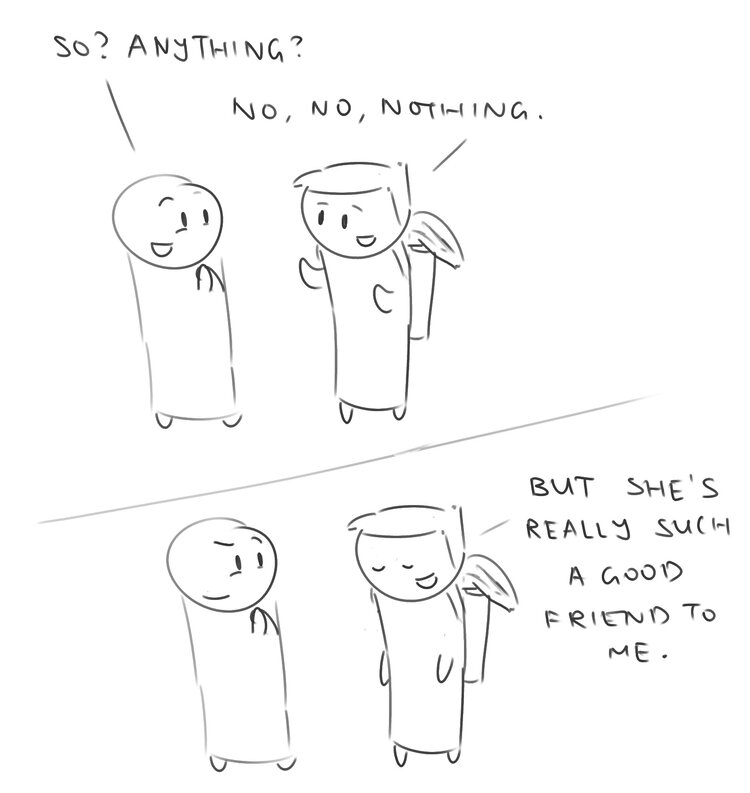 SO? ANYTHING?
NO, NO, NOTHING.
BUT SHE'S
REALLY SUCH
A GOOD
FRIEND TO
ME.